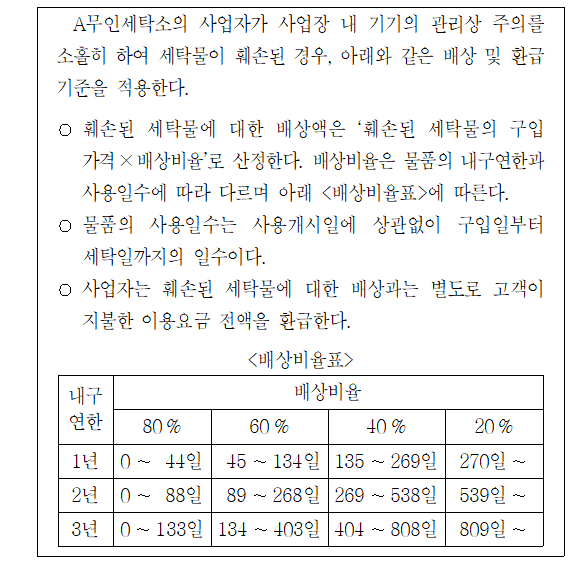 A무인세탁소의 사업자가 사업장 내 기기의 관리상 주의를
소홀히 하여 세탁물이 훼손된 경우, 아래와 같은 배상 및 환급
기준을 적용한다.
○ 훼손된 세탁물에 대한 배상액은 ‘훼손된 세탁물의 구입
가격×배상비율’로 산정한다. 배상비율은 물품의 내구연한과
사용일수에 따라 다르며 아래 <배상비율표>에 따른다.
○ 물품의 사용일수는 사용개시일에 상관없이 구입일부터
세탁일까지의 일수이다.
○ 사업자는 훼손된 세탁물에 대한 배상과는 별도로 고객이
지불한 이용요금 전액을 환급한다.
<배상비율표>
내구연한 배상비율
80% 60% 40% 20%
1년 0~ 44일 45~134일 135~269일 270일~
2년 0~ 88일 89~268일 269~538일 539일~
3년 0~133일 134~403일 404~808일 809일~